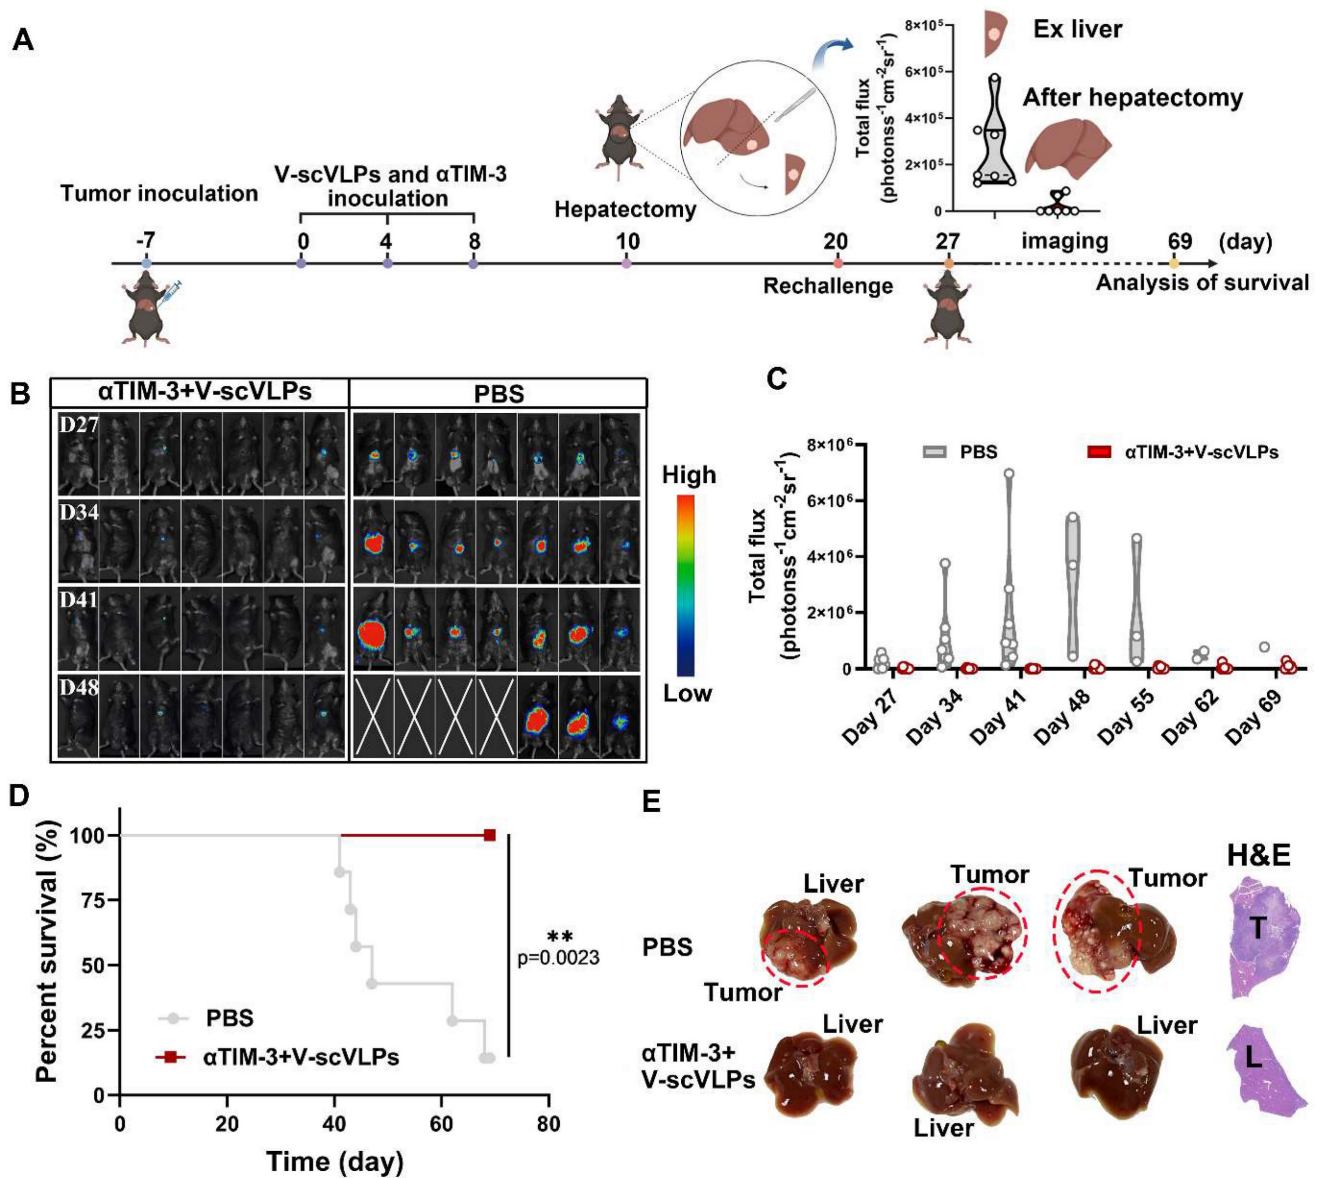 A
Tumor inoculation
V-scVLPs and αTIM-3
inoculation
Hepatectomy
-7
0
4
8
10
20
27
imaging
69
(day)
Rechallenge
Analysis of survival
Total flux
(photonss⁻¹cm⁻²sr⁻¹)
8×10⁵
6×10⁵
4×10⁵
2×10⁵
0
Ex liver
After hepatectomy
B
αTIM-3+V-scVLPs
PBS
D27
D34
D41
D48
High
Low
C
Total flux
(photonss⁻¹cm⁻²sr⁻¹)
8×10⁶
6×10⁶
4×10⁶
2×10⁶
0
PBS
αTIM-3+V-scVLPs
Day 27
Day 34
Day 41
Day 48
Day 55
Day 62
Day 69
D
Percent survival (%)
100
75
50
25
0
PBS
αTIM-3+V-scVLPs
**
p=0.0023
0
20
40
60
80
Time (day)
E
H&E
PBS
Liver
Tumor
Tumor
Tumor
T
αTIM-3+
V-scVLPs
Liver
Liver
Liver
L